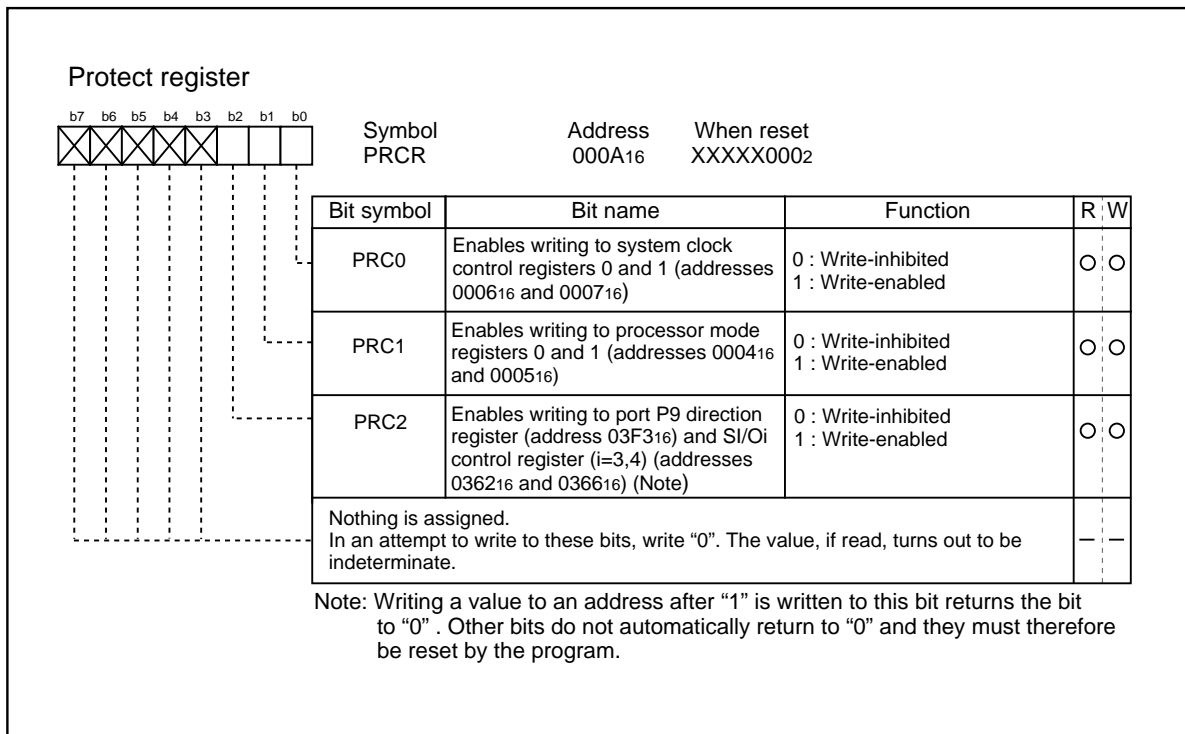 Protect register
b7 b6 b5 b4 b3 b2 b1 b0
Symbol Address When reset
PRCR 000A16 XXXXX0002
Bit symbol Bit name Function R W
PRC0
Enables writing to system clock
control registers 0 and 1 (addresses
000616 and 000716)
0 : Write-inhibited
1 : Write-enabled
PRC1
Enables writing to processor mode
registers 0 and 1 (addresses 000416
and 000516)
0 : Write-inhibited
1 : Write-enabled
PRC2
Enables writing to port P9 direction
register (address 03F316) and SI/Oi
control register (i=3,4) (addresses
036216 and 036616) (Note)
0 : Write-inhibited
1 : Write-enabled
Nothing is assigned.
In an attempt to write to these bits, write “0”. The value, if read, turns out to be
indeterminate.
Note: Writing a value to an address after “1” is written to this bit returns the bit
to “0” . Other bits do not automatically return to “0” and they must therefore
be reset by the program.